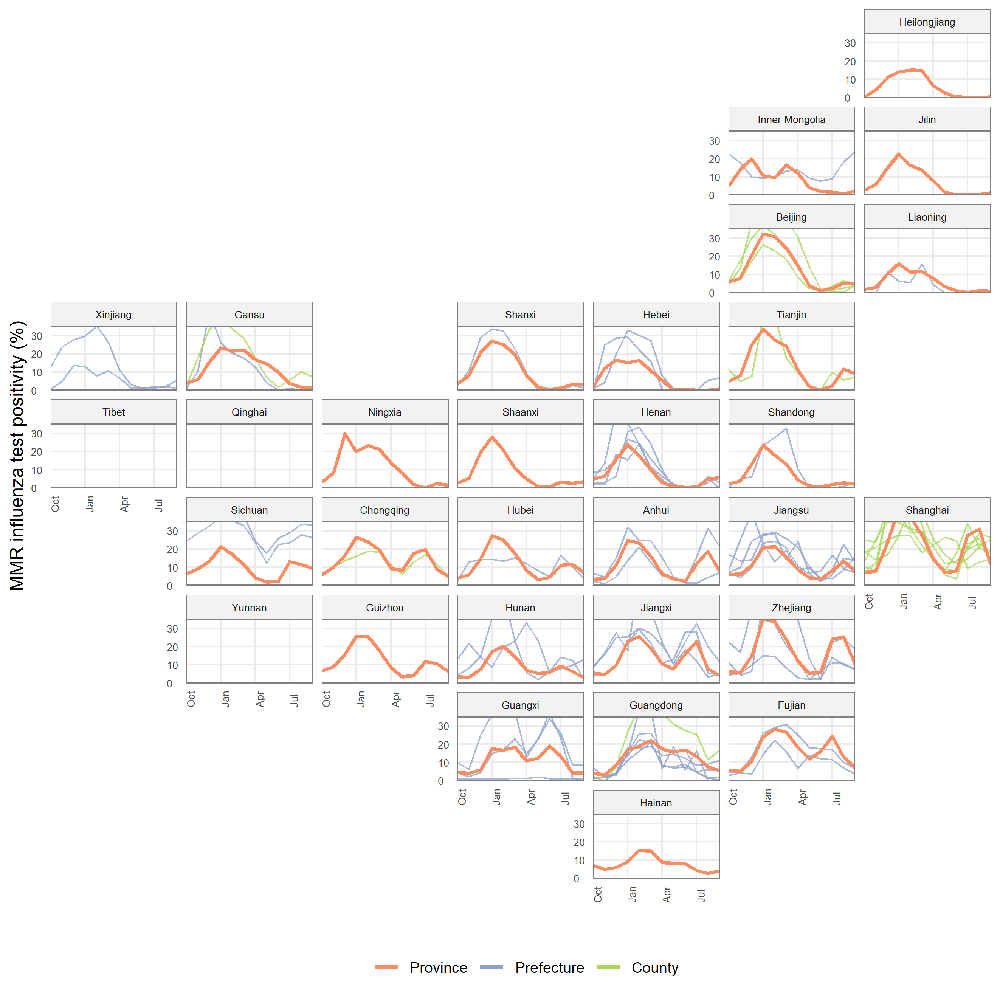 Heilongjiang
30
20
10
0
Inner Mongolia
Jilin
30
20
10
0
Beijing
Liaoning
30
20
10
0
Xinjiang
Gansu
Shanxi
Hebei
Tianjin
30
20
10
0
Tibet
Qinghai
Ningxia
Shaanxi
Henan
Shandong
30
20
10
0
Oct
Jan
Apr
Jul
Sichuan
Chongqing
Hubei
Anhui
Jiangsu
Shanghai
30
20
10
0
Oct
Jan
Apr
Jul
Yunnan
Guizhou
Hunan
Jiangxi
Zhejiang
30
20
10
0
Oct
Jan
Apr
Jul
Oct
Jan
Apr
Jul
Guangxi
Guangdong
Fujian
30
20
10
0
Oct
Jan
Apr
Jul
Oct
Jan
Apr
Jul
Hainan
30
20
10
0
Oct
Jan
Apr
Jul
MMR influenza test positivity (%)
Province
Prefecture
County